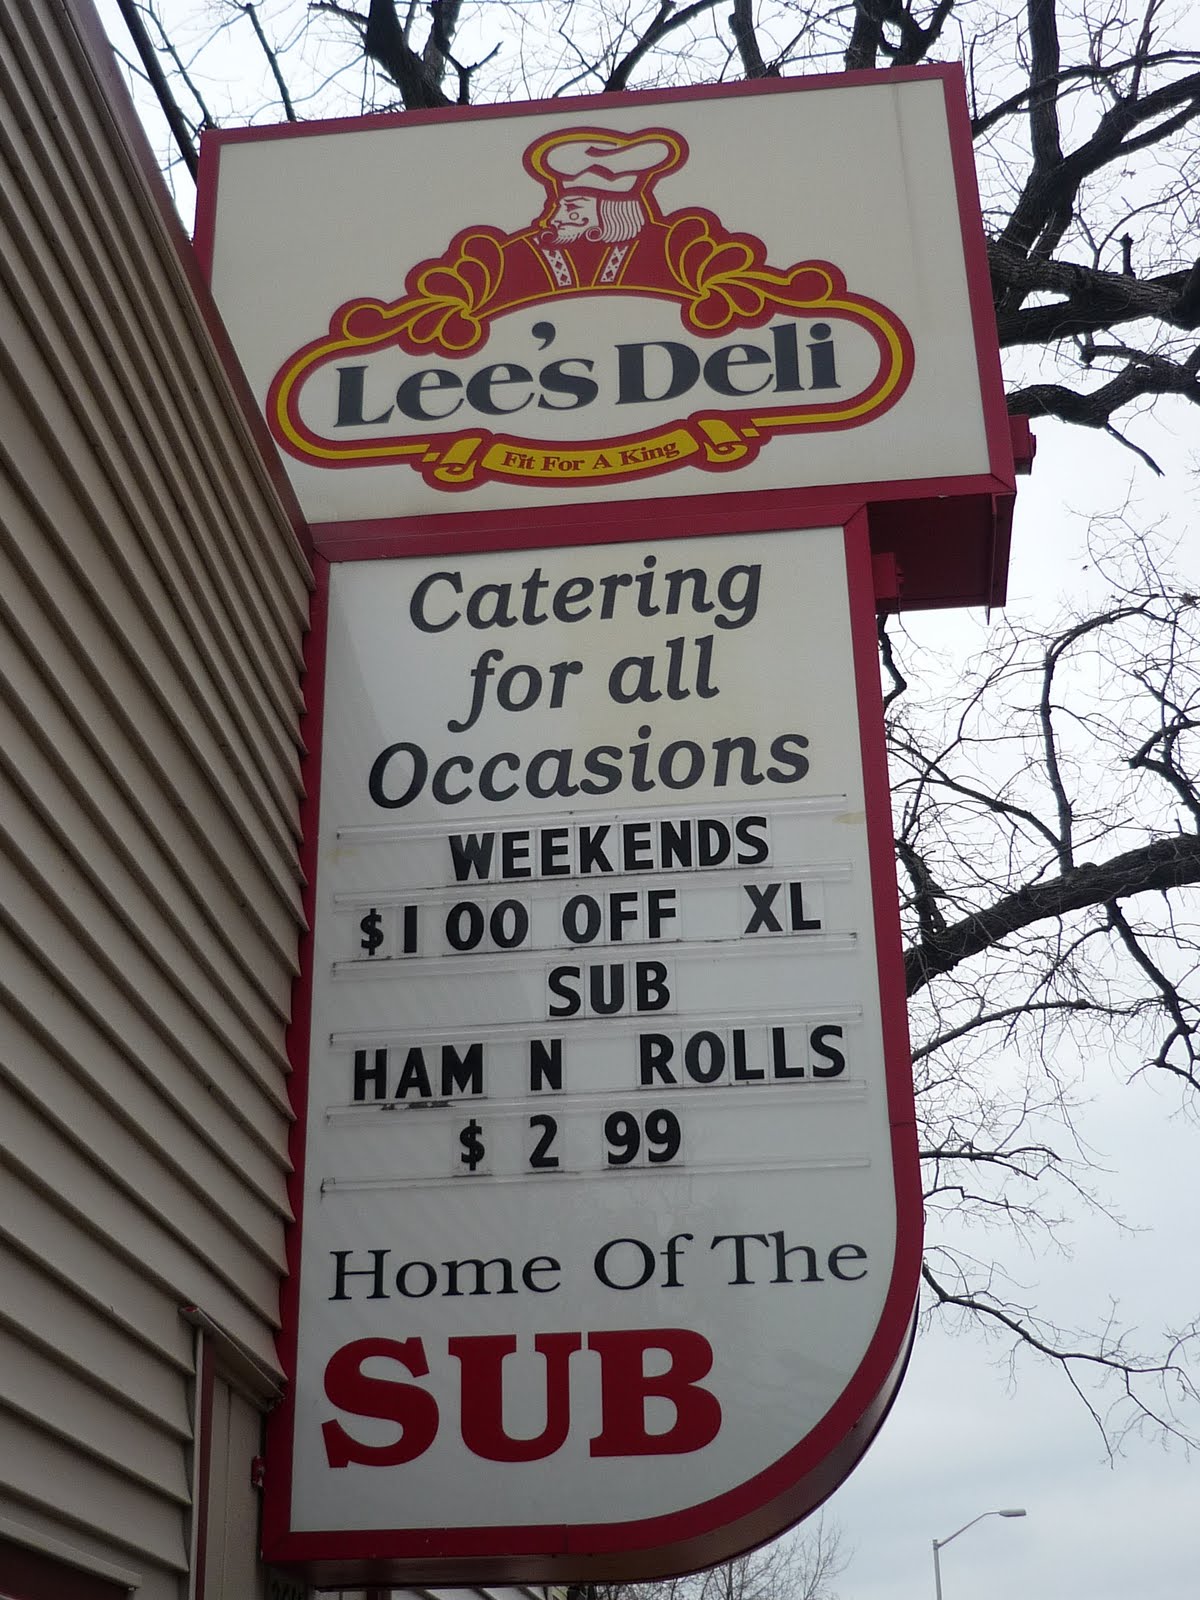 Lee's Deli
Fit For A King
Catering
for all
Occasions
WEEKENDS
$1 00 OFF XL
SUB
HAM N ROLLS
$ 2 99
Home Of The
SUB